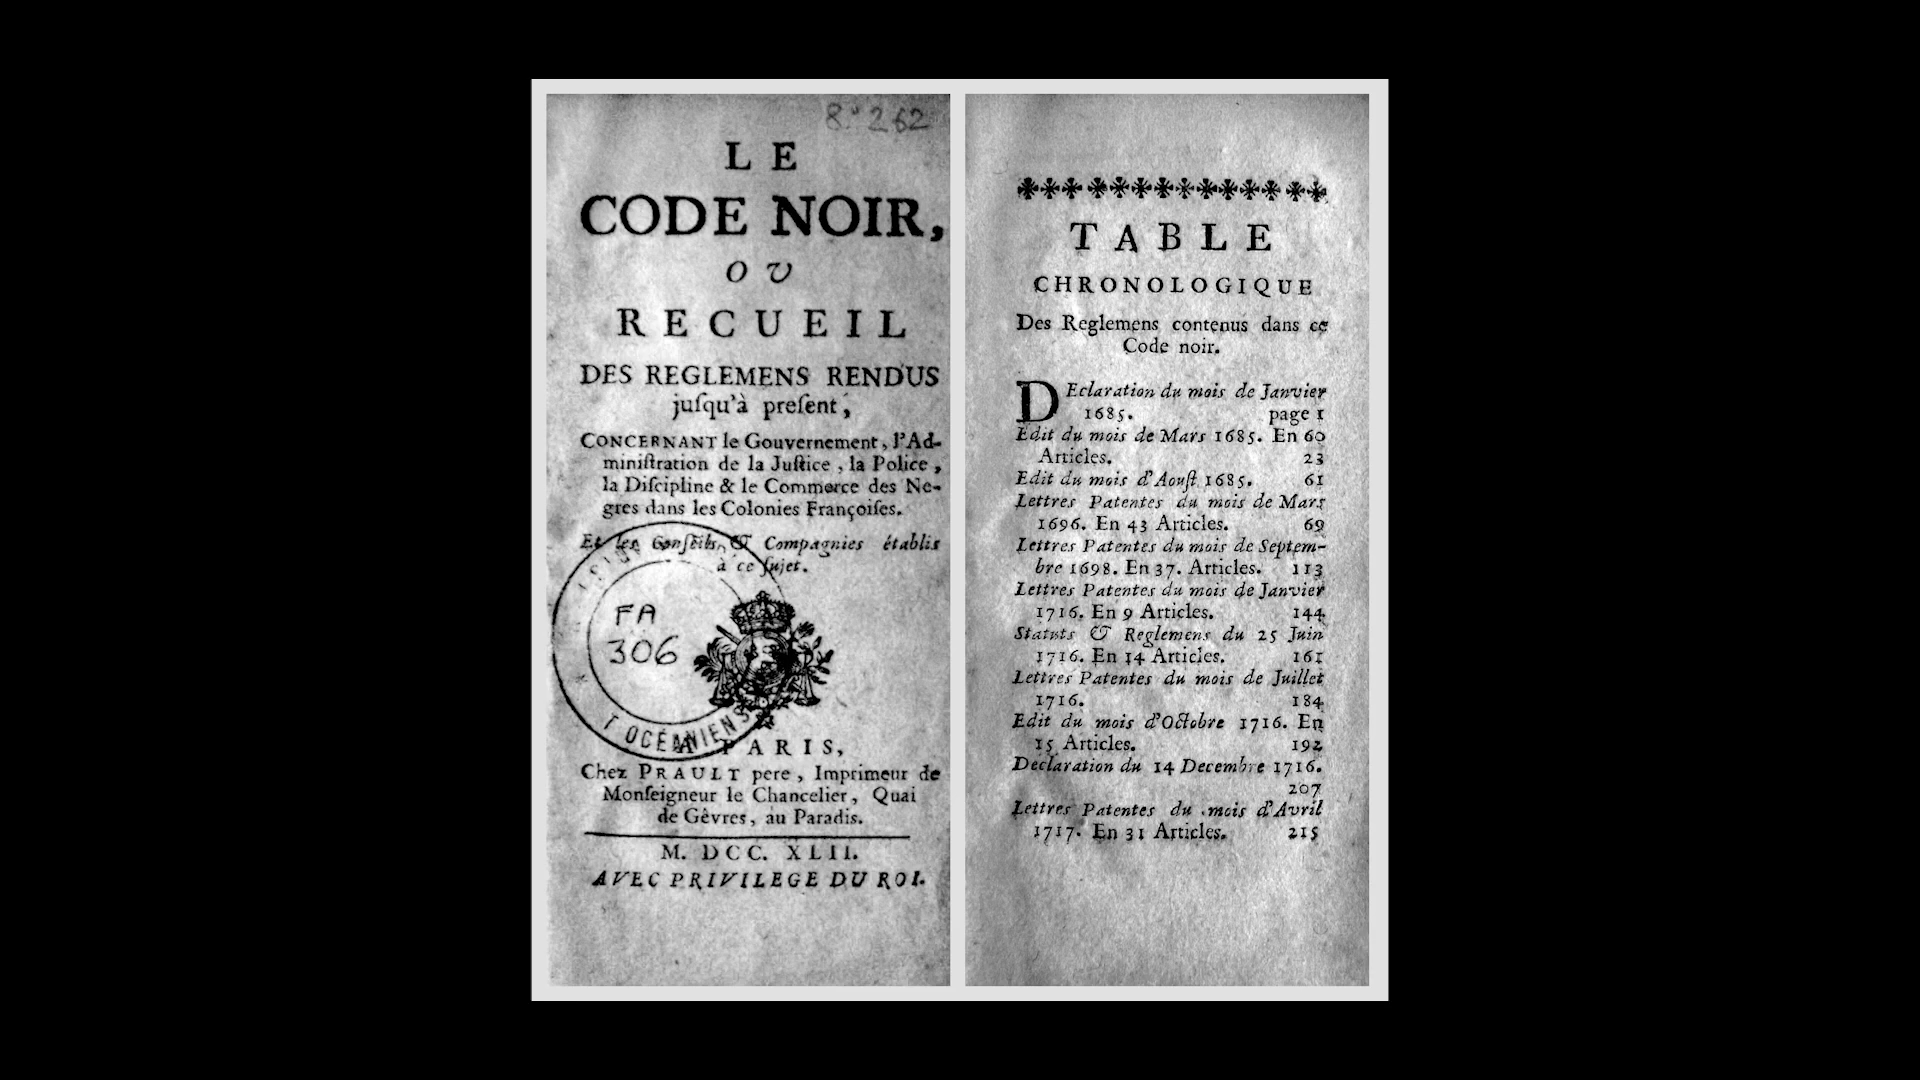 8.° 262
LE
CODE NOIR,
OU
RECUEIL
DES REGLEMENS RENDUS
juſqu'à preſent,
CONCERNANT le Gouvernement, l'Ad-
miniſtration de la Juſtice, la Police,
la Diſcipline & le Commerce des Ne-
gres dans les Colonies Françoiſes.
Et les Conſeils & Compagnies établis
à ce ſujet.
FA
306
T OCÉANIENS
A PARIS,
Chez PRAULT pere, Imprimeur de
Monſeigneur le Chancelier, Quai
de Gêvres, au Paradis.
M. DCC. XLII.
AVEC PRIVILEGE DU ROI.
TABLE
CHRONOLOGIQUE
Des Reglemens contenus dans ce
Code noir.
DEclaration du mois de Janvier
1685. page 1
Edit du mois de Mars 1685. En 60
Articles. 23
Edit du mois d'Aouſt 1685. 61
Lettres Patentes du mois de Mars
1696. En 43 Articles. 69
Lettres Patentes du mois de Septem-
bre 1698. En 37. Articles. 113
Lettres Patentes du mois de Janvier
1716. En 9 Articles. 144
Statuts & Reglemens du 25 Juin
1716. En 14 Articles. 161
Lettres Patentes du mois de Juillet
1716. 184
Edit du mois d'Octobre 1716. En
15 Articles. 192
Declaration du 14 Decembre 1716.
207
Lettres Patentes du mois d'Avril
1717. En 31 Articles. 215